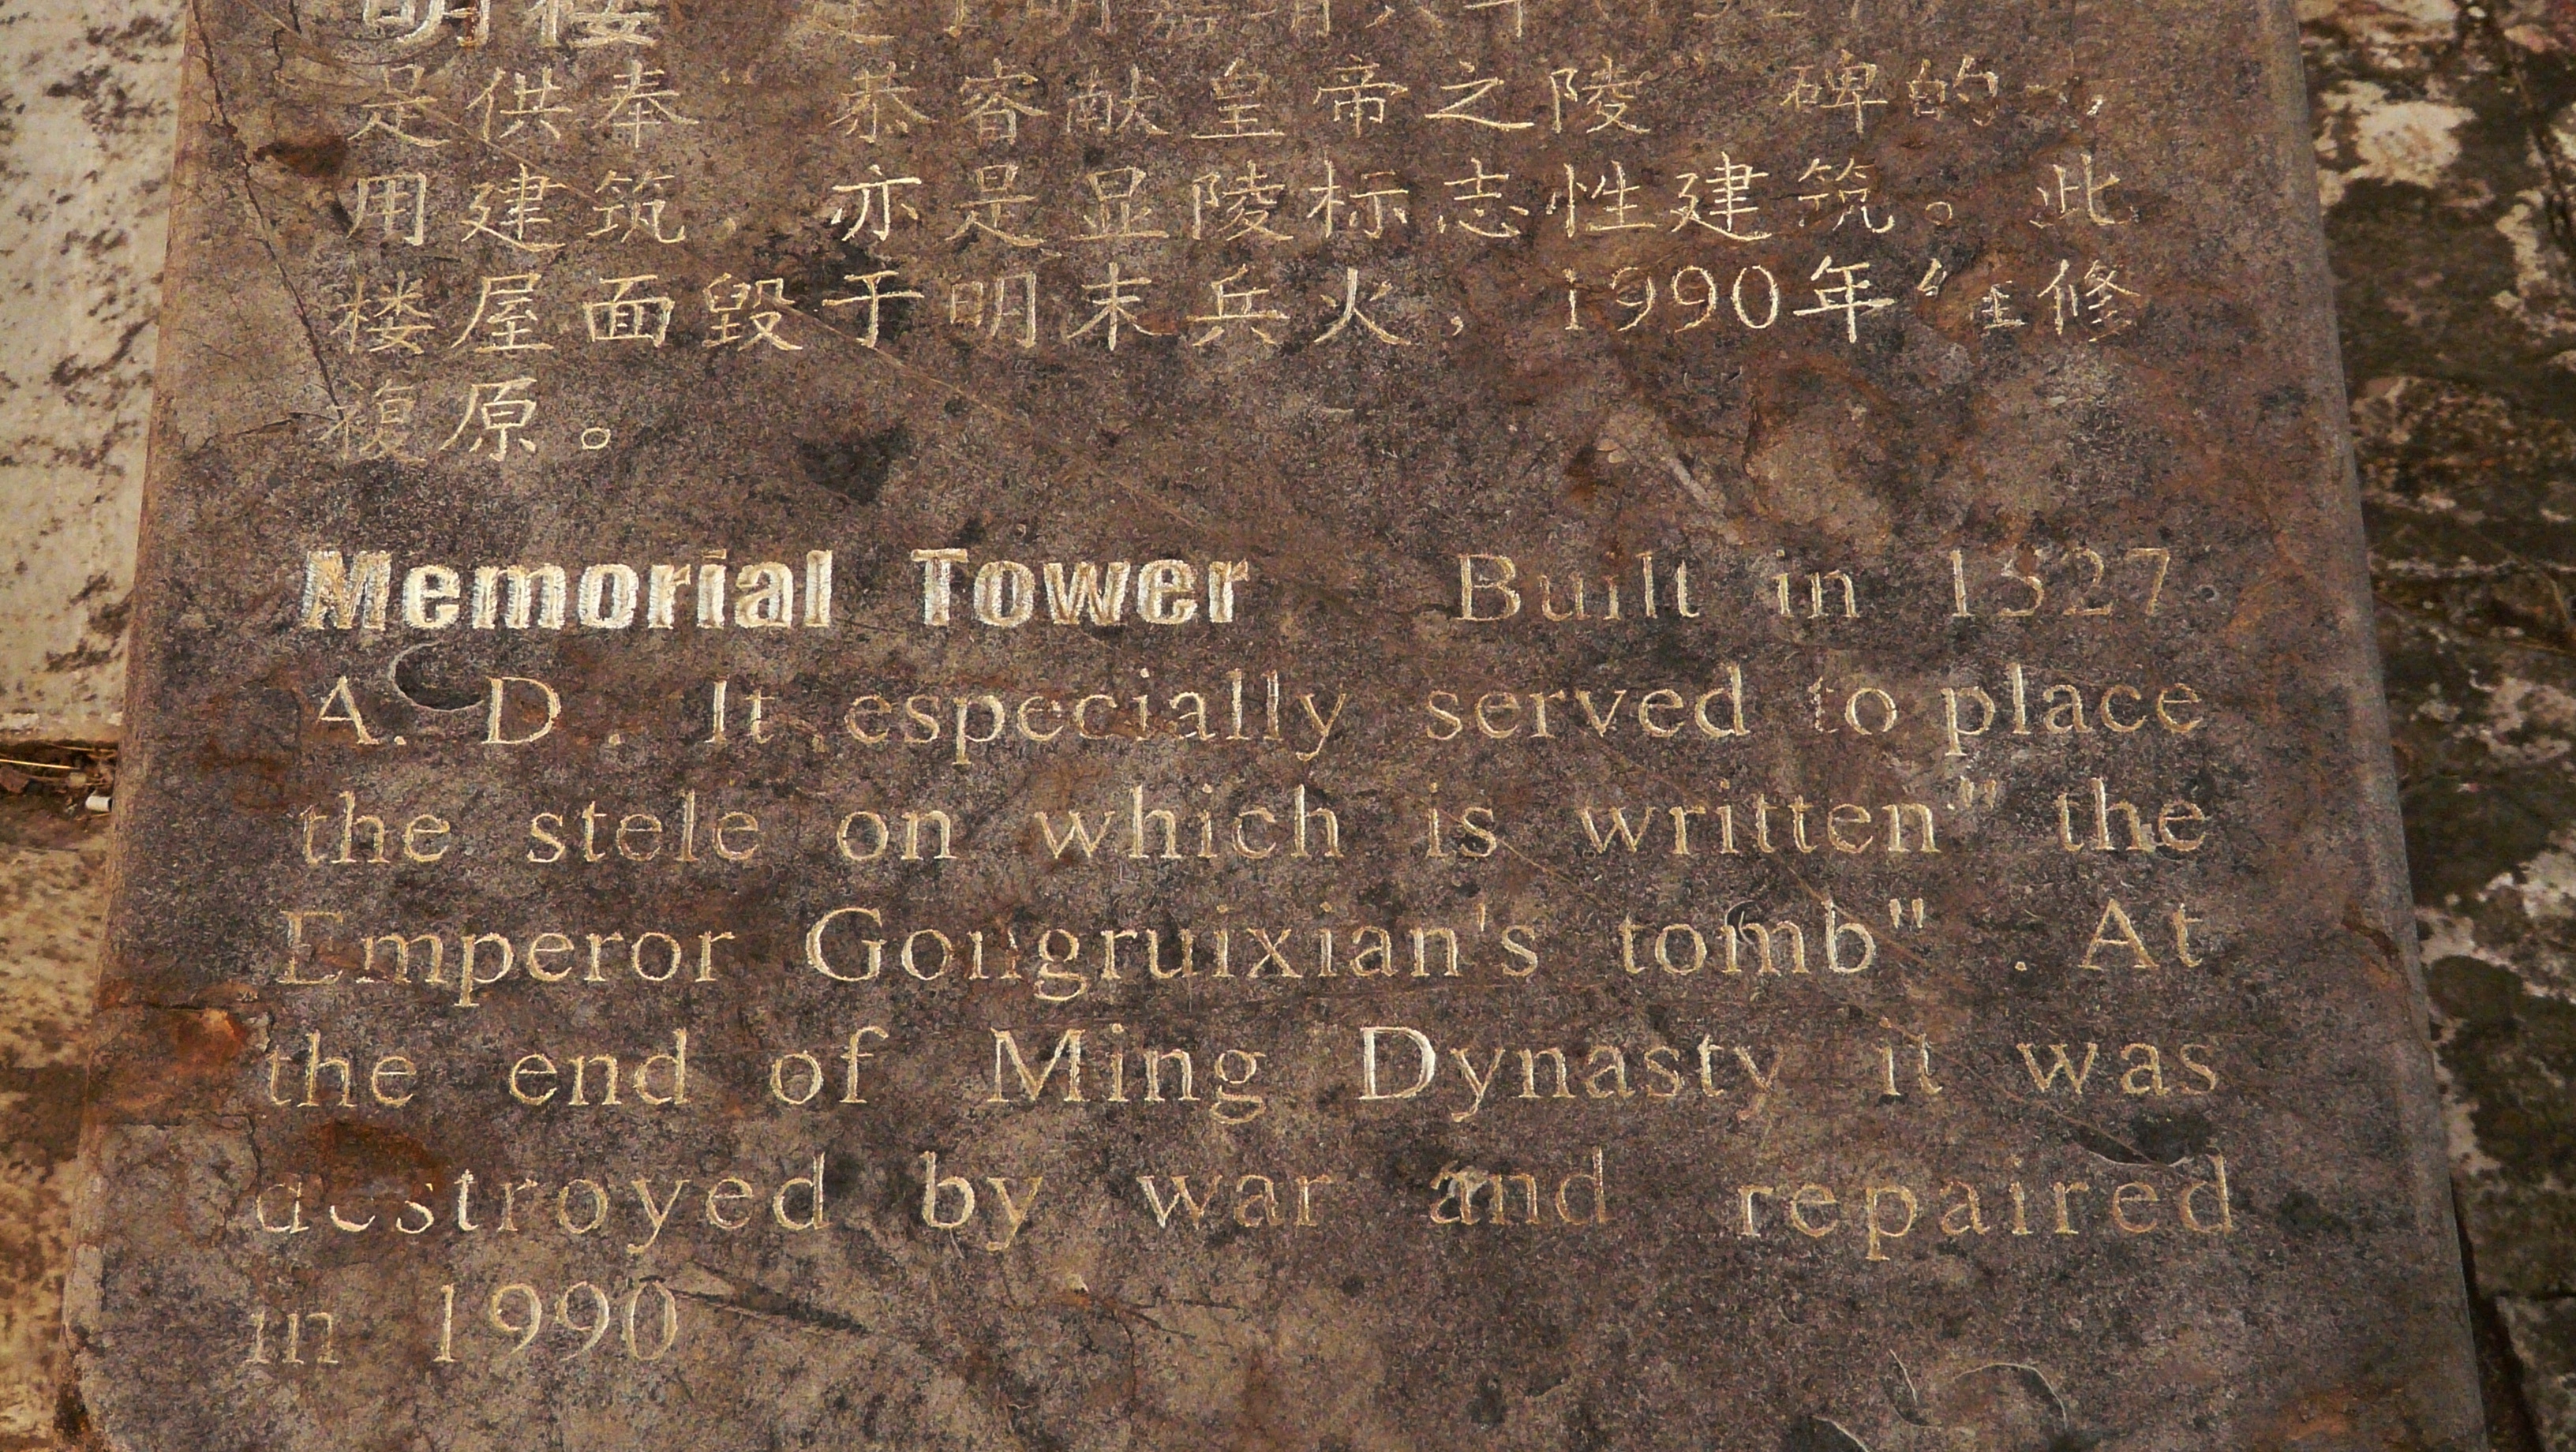 明楼
是供奉“恭睿献皇帝之陵”碑的
用建筑，亦是显陵标志性建筑。此
楼屋面毁于明末兵火，1990年 修
複原。
Memorial Tower Built in 1527
A. D. It especially served to place
the stele on which is written" the
Emperor Gongruixian's tomb" . At
the end of Ming Dynasty it was
destroyed by war and repaired
in 1990